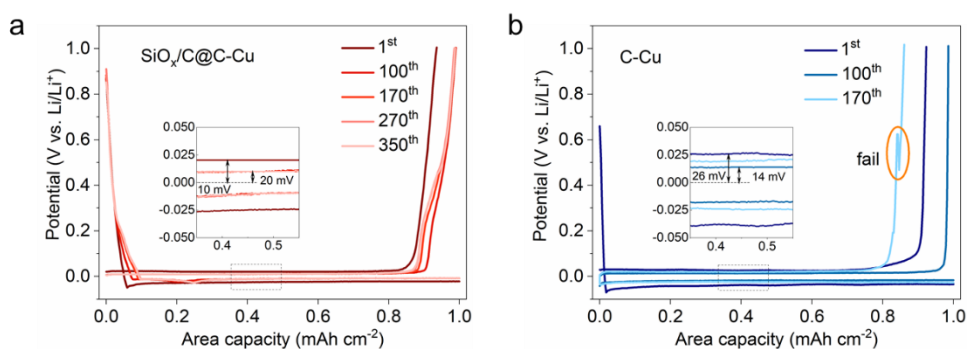 a
SiOx/C@C-Cu
1st
100th
170th
270th
350th
1.0
0.8
0.6
0.4
0.2
0.0
Potential (V vs. Li/Li+)
0.050
0.025
0.000
-0.025
-0.050
10 mV
20 mV
0.4
0.5
0.0
0.2
0.4
0.6
0.8
1.0
Area capacity (mAh cm-2)
b
C-Cu
1st
100th
170th
fail
1.0
0.8
0.6
0.4
0.2
0.0
Potential (V vs. Li/Li+)
0.050
0.025
0.000
-0.025
-0.050
26 mV
14 mV
0.4
0.5
0.0
0.2
0.4
0.6
0.8
1.0
Area capacity (mAh cm-2)